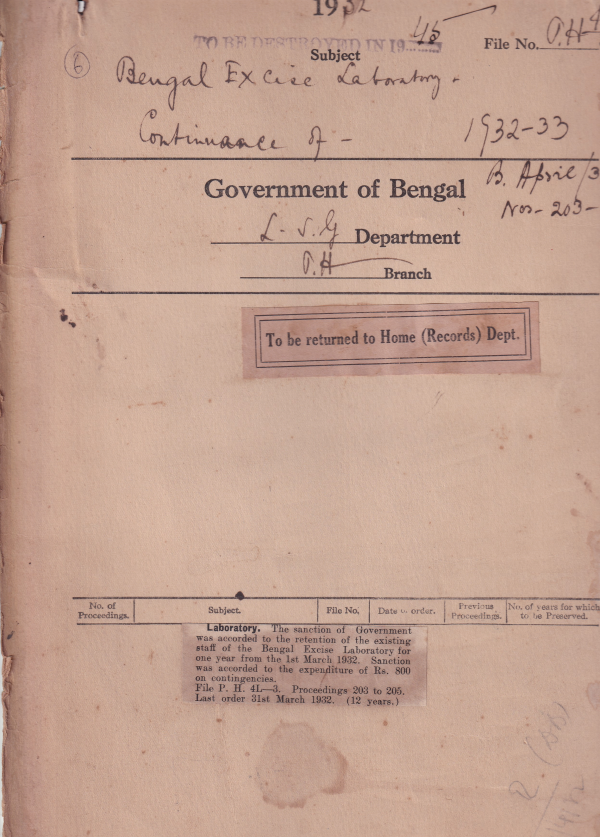 1932
TO BE DESTROYED IN 1945
File No. P.H 4
Subject
6
Bengal Excise Laboratory -
Continuance of - 1932-33
B. April/3
Government of Bengal
Nos- 203-
L. S. G Department
P.H Branch
To be returned to Home (Records) Dept.
No. of Proceedings. Subject. File No. Date of order. Previous Proceedings. No. of years for which to be Preserved.
Laboratory. The sanction of Government
was accorded to the retention of the existing
staff of the Bengal Excise Laboratory for
one year from the 1st March 1932. Sanction
was accorded to the expenditure of Rs. 800
on contingencies.
File P. H. 4L—3. Proceedings 203 to 205.
Last order 31st March 1932. (12 years.)